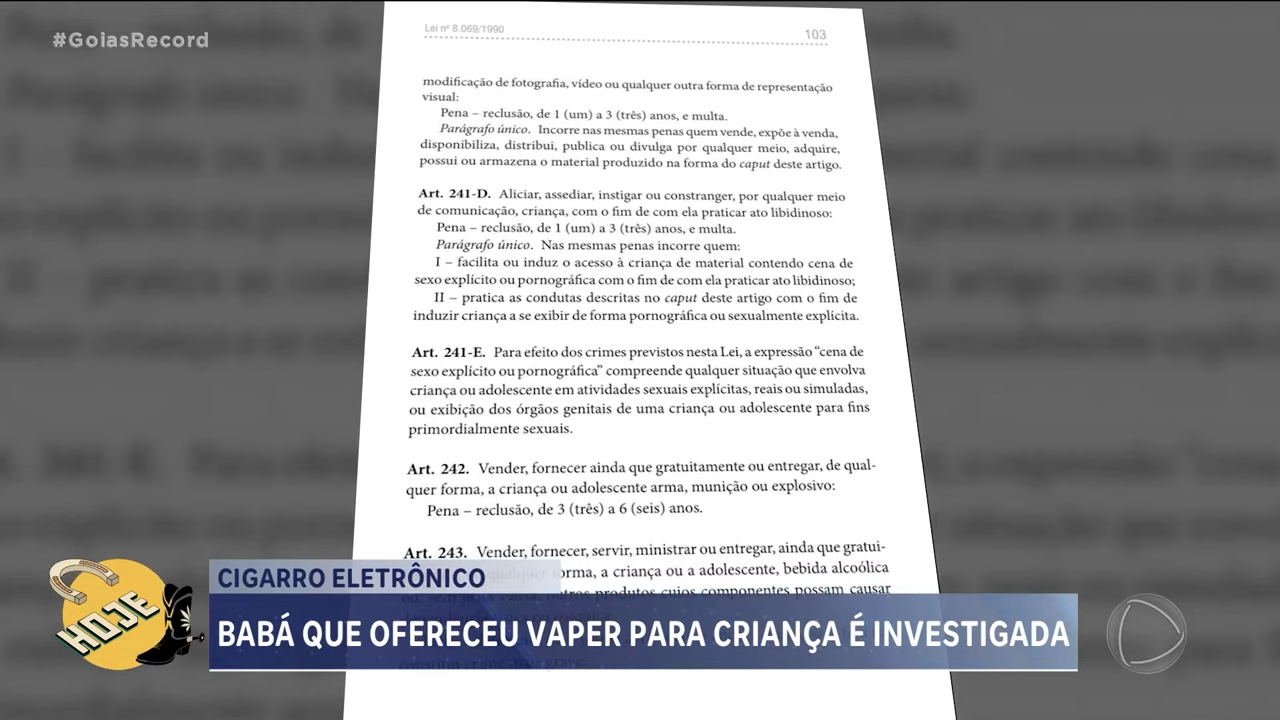 #GoiasRecord
Lei nº 8.069/1990
103
modificação de fotografia, vídeo ou qualquer outra forma de representação
visual:
Pena – reclusão, de 1 (um) a 3 (três) anos, e multa.
Parágrafo único. Incorre nas mesmas penas quem vende, expõe à venda,
disponibiliza, distribui, publica ou divulga por qualquer meio, adquire,
possui ou armazena o material produzido na forma do caput deste artigo.
Art. 241-D. Aliciar, assediar, instigar ou constranger, por qualquer meio
de comunicação, criança, com o fim de com ela praticar ato libidinoso:
Pena – reclusão, de 1 (um) a 3 (três) anos, e multa.
Parágrafo único. Nas mesmas penas incorre quem:
I – facilita ou induz o acesso à criança de material contendo cena de
sexo explícito ou pornográfica com o fim de com ela praticar ato libidinoso;
II – pratica as condutas descritas no caput deste artigo com o fim de
induzir criança a se exibir de forma pornográfica ou sexualmente explícita.
Art. 241-E. Para efeito dos crimes previstos nesta Lei, a expressão “cena de
sexo explícito ou pornográfica” compreende qualquer situação que envolva
criança ou adolescente em atividades sexuais explícitas, reais ou simuladas,
ou exibição dos órgãos genitais de uma criança ou adolescente para fins
primordialmente sexuais.
Art. 242. Vender, fornecer ainda que gratuitamente ou entregar, de qual-
quer forma, a criança ou adolescente arma, munição ou explosivo:
Pena – reclusão, de 3 (três) a 6 (seis) anos.
Art. 243. Vender, fornecer, servir, ministrar ou entregar, ainda que gratui-
forma, a criança ou a adolescente, bebida alcoólica
outros produtos cujos componentes possam causar
HOJE
CIGARRO ELETRÔNICO
BABÁ QUE OFERECEU VAPER PARA CRIANÇA É INVESTIGADA